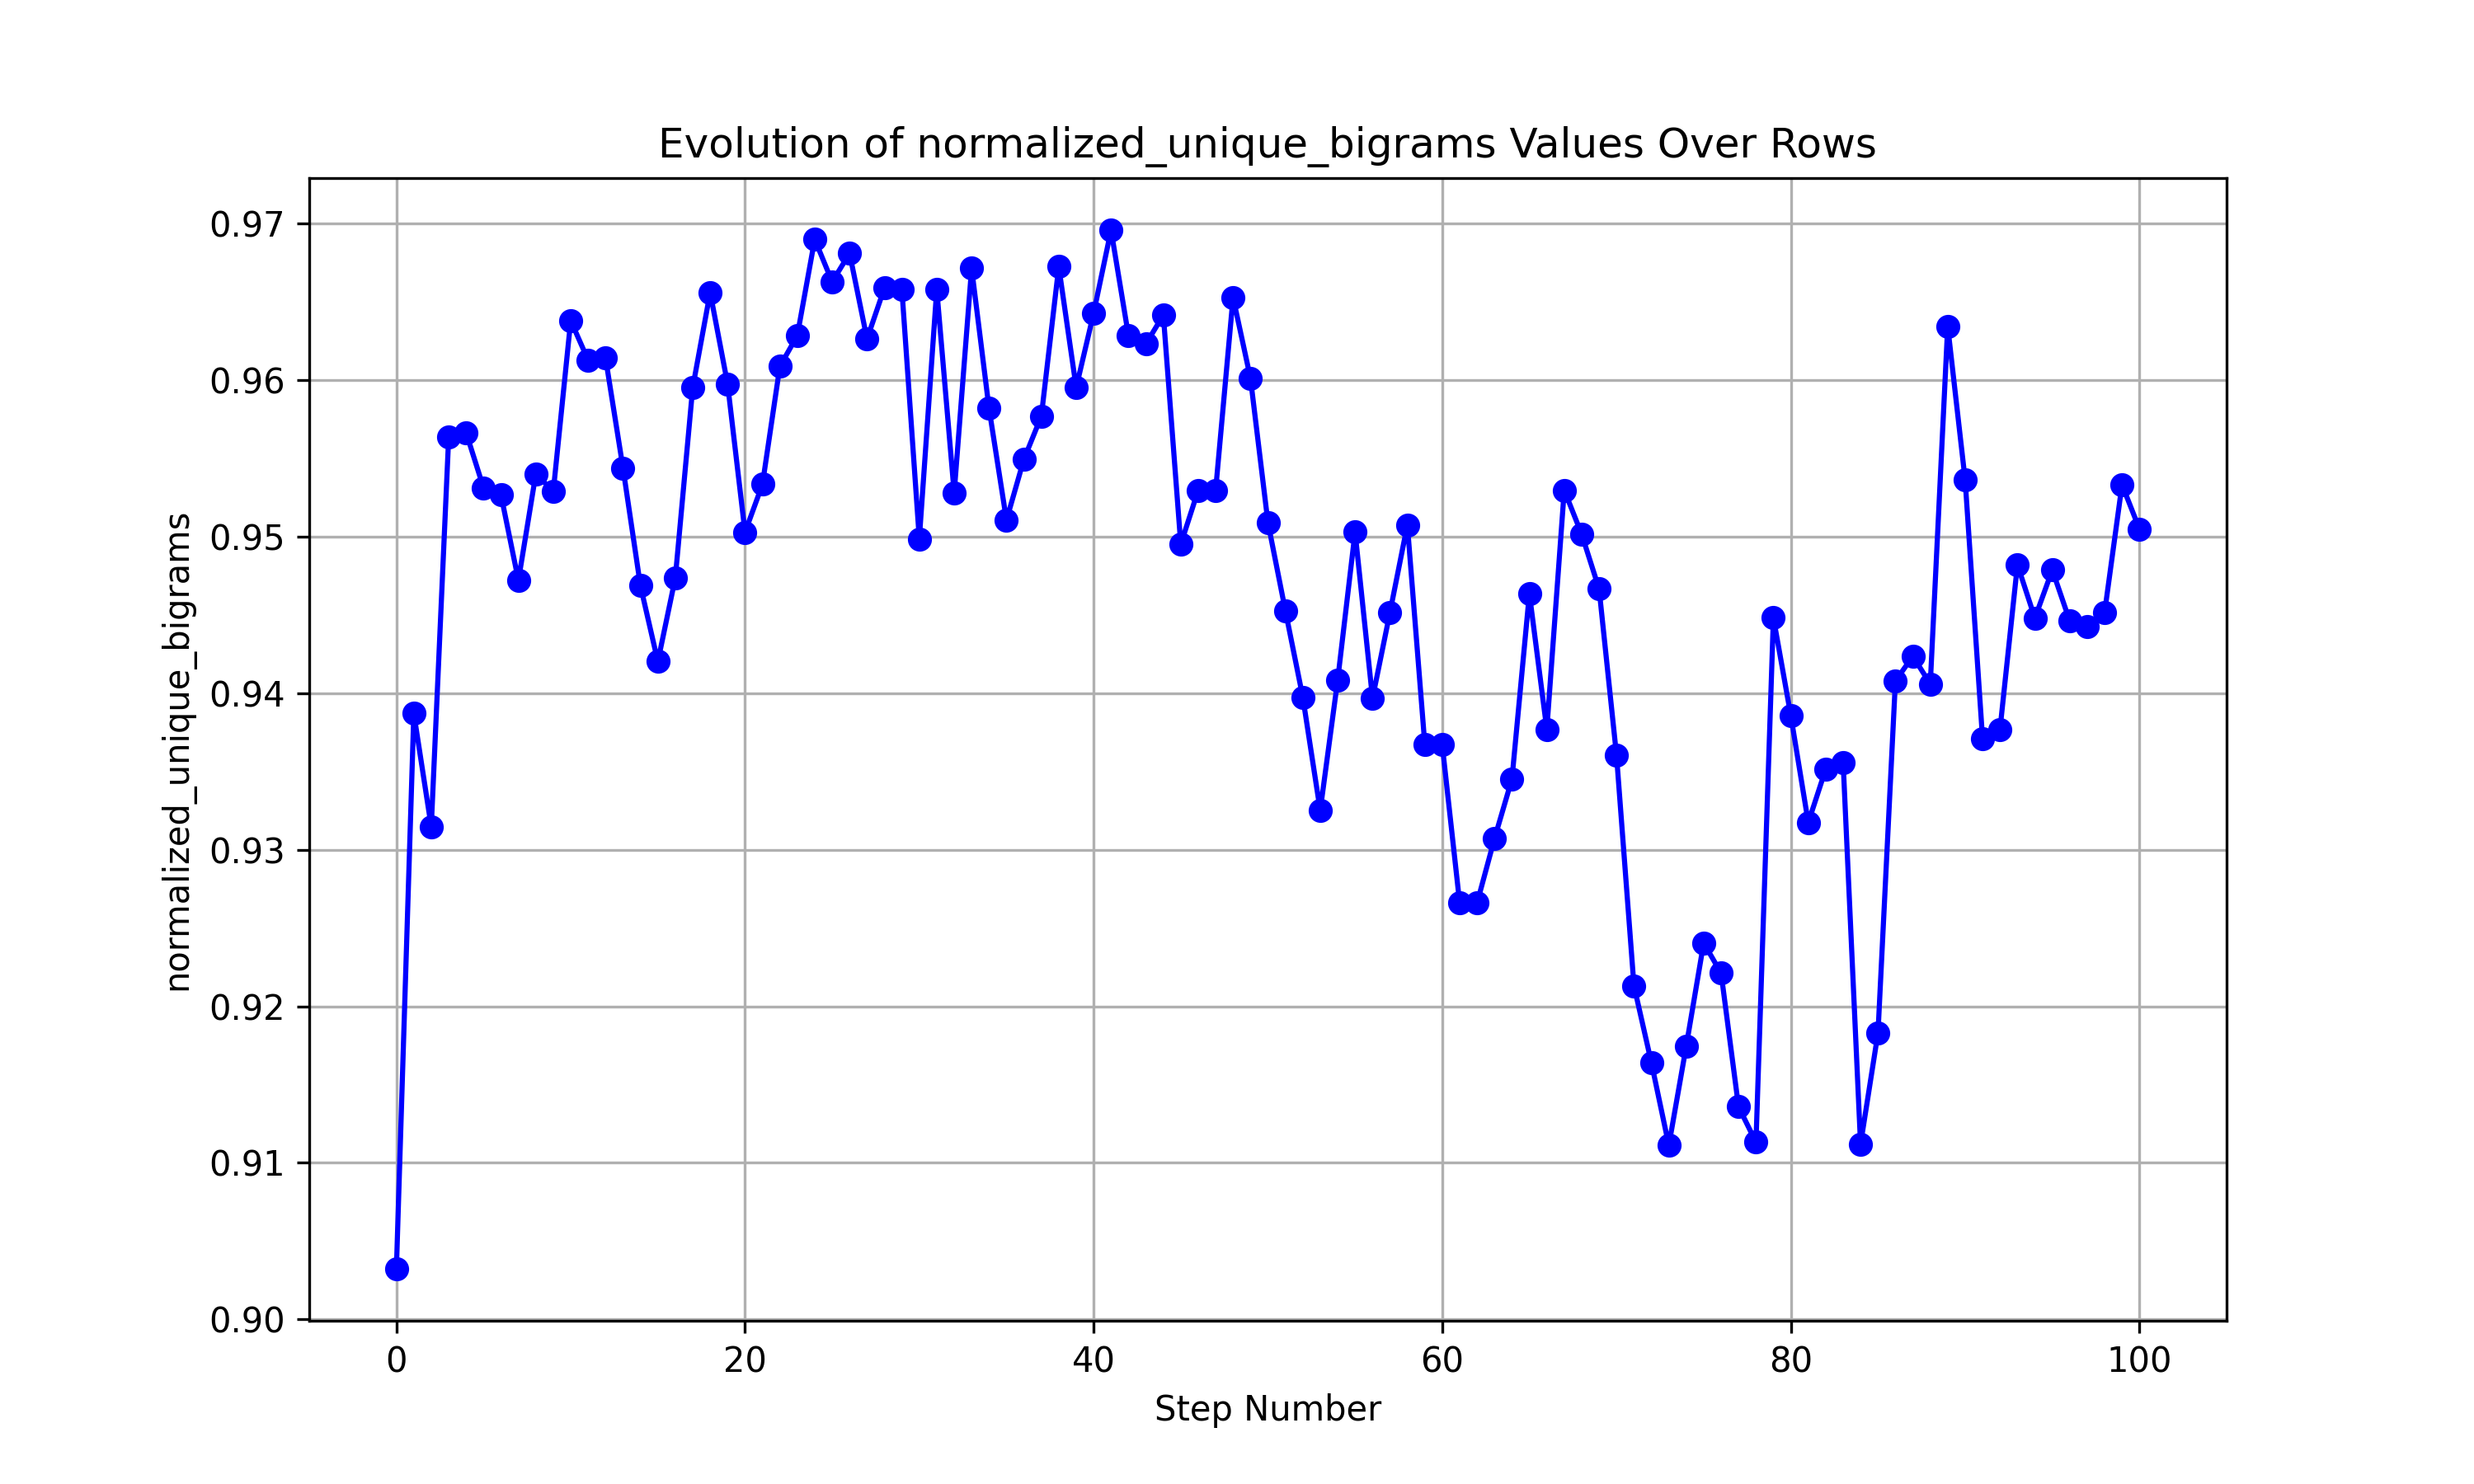 Evolution of normalized_unique_bigrams Values Over Rows
normalized_unique_bigrams
0.97
0.96
0.95
0.94
0.93
0.92
0.91
0.90
0 20 40 60 80 100
Step Number